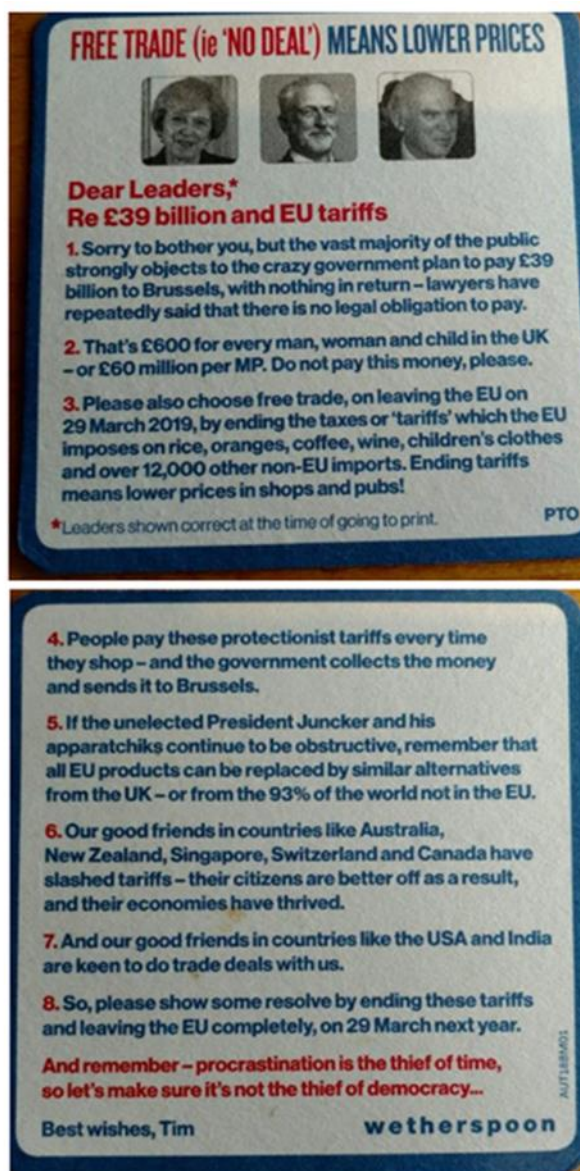 FREE TRADE (ie 'NO DEAL') MEANS LOWER PRICES
Dear Leaders,*
Re £39 billion and EU tariffs
1. Sorry to bother you, but the vast majority of the public
strongly objects to the crazy government plan to pay £39
billion to Brussels, with nothing in return – lawyers have
repeatedly said that there is no legal obligation to pay.
2. That's £600 for every man, woman and child in the UK
– or £60 million per MP. Do not pay this money, please.
3. Please also choose free trade, on leaving the EU on
29 March 2019, by ending the taxes or 'tariffs' which the EU
imposes on rice, oranges, coffee, wine, children's clothes
and over 12,000 other non-EU imports. Ending tariffs
means lower prices in shops and pubs!
*Leaders shown correct at the time of going to print.
PTO
4. People pay these protectionist tariffs every time
they shop – and the government collects the money
and sends it to Brussels.
5. If the unelected President Juncker and his
apparatchiks continue to be obstructive, remember that
all EU products can be replaced by similar alternatives
from the UK – or from the 93% of the world not in the EU.
6. Our good friends in countries like Australia,
New Zealand, Singapore, Switzerland and Canada have
slashed tariffs – their citizens are better off as a result,
and their economies have thrived.
7. And our good friends in countries like the USA and India
are keen to do trade deals with us.
8. So, please show some resolve by ending these tariffs
and leaving the EU completely, on 29 March next year.
And remember – procrastination is the thief of time,
so let's make sure it's not the thief of democracy...
Best wishes, Tim
wetherspoon
AUT18BM01